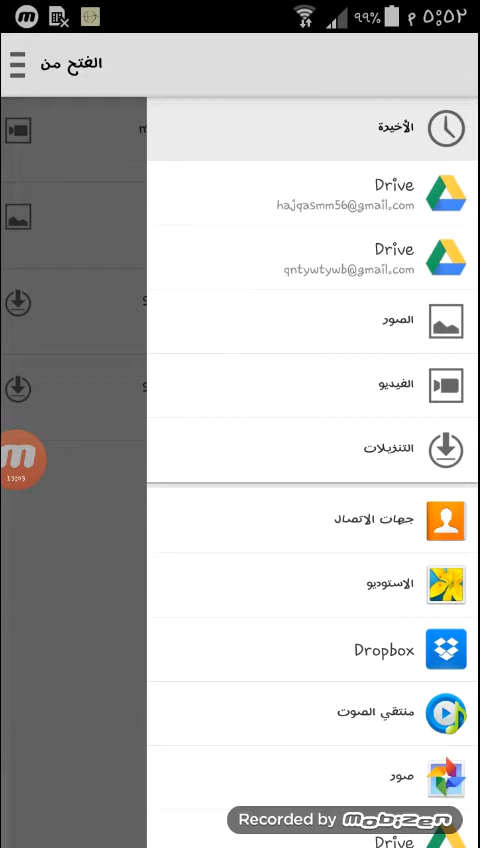 ٥:٥٢ م
٩٩%
الفتح من
الأخيرة
Drive
hajqasmm56@gmail.com
Drive
qntywtywb@gmail.com
الصور
الفيديو
التنزيلات
13:03
جهات الاتصال
الاستوديو
Dropbox
منتقي الصوت
صور
Recorded by Mobizen
Drive